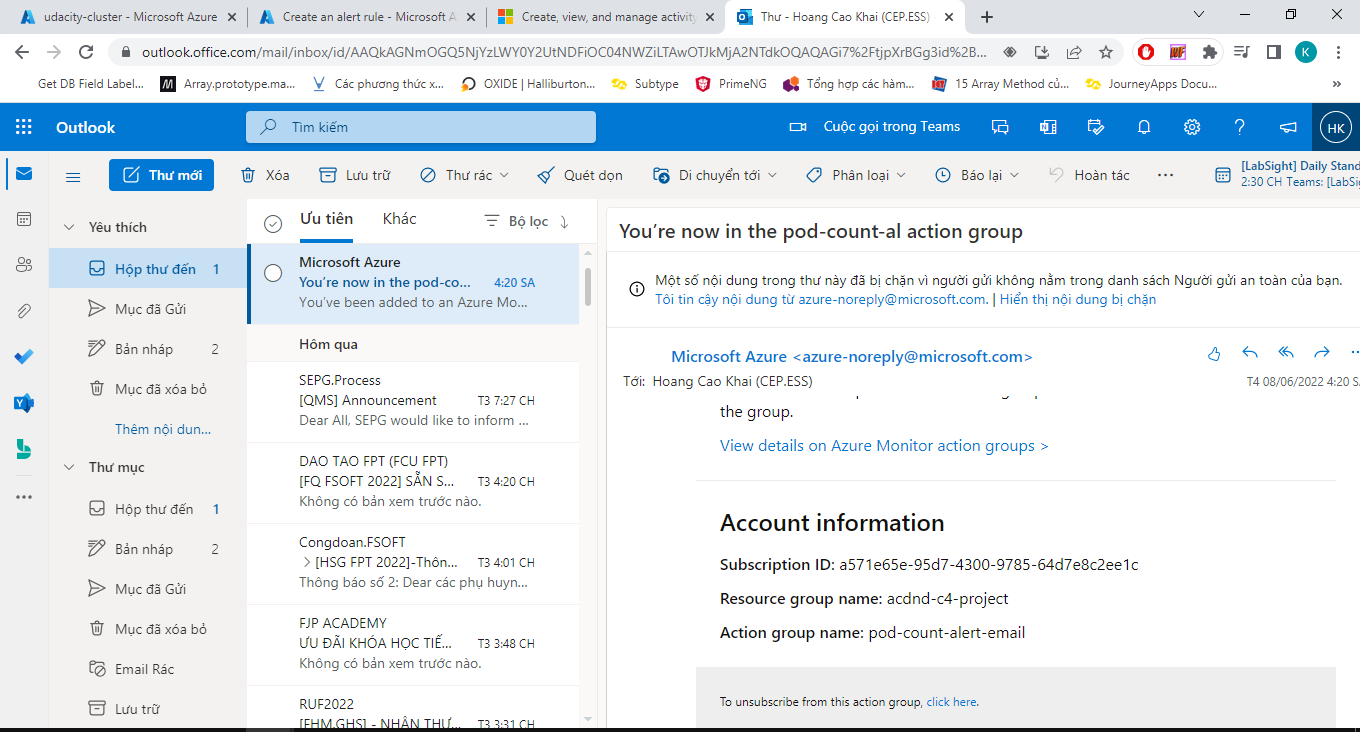 udacity-cluster - Microsoft Azure
Create an alert rule - Microsoft A
Create, view, and manage activity
Thư - Hoang Cao Khai (CEP.ESS)
outlook.office.com/mail/inbox/id/AAQkAGNmOGQ5NjYzLWY0Y2UtNDFiOC04NWZiLTAwOTJkMjA2NTdkOQAQAGi7%2FtjpXrBGg3id%2B...
K
Get DB Field Label...
Array.prototype.ma...
Các phương thức x...
OXIDE | Halliburton...
Subtype
PrimeNG
Tổng hợp các hàm...
15 Array Method củ...
JourneyApps Docu...
»
Outlook
Tìm kiếm
Cuộc gọi trong Teams
HK
Thư mới
Xóa
Lưu trữ
Thư rác
Quét dọn
Di chuyển tới
Phân loại
Báo lại
Hoàn tác
[LabSight] Daily Stand
2:30 CH Teams: [LabSig
Yêu thích
Hộp thư đến 1
Mục đã Gửi
Bản nháp 2
Mục đã xóa bỏ
Thêm nội dun...
Thư mục
Hộp thư đến 1
Bản nháp 2
Mục đã Gửi
Mục đã xóa bỏ
Email Rác
Lưu trữ
Ưu tiên Khác Bộ lọc
Microsoft Azure
You're now in the pod-co... 4:20 SA
You've been added to an Azure Mo...
Hôm qua
SEPG.Process
[QMS] Announcement T3 7:27 CH
Dear All, SEPG would like to inform ...
DAO TAO FPT (FCU FPT)
[FQ FSOFT 2022] SẴN S... T3 4:20 CH
Không có bản xem trước nào.
Congdoan.FSOFT
[HSG FPT 2022]-Thôn... T3 4:01 CH
Thông báo số 2: Dear các phụ huyn...
FJP ACADEMY
ƯU ĐÃI KHÓA HỌC TIẾ... T3 3:48 CH
Không có bản xem trước nào.
RUF2022
[FHM.GHS] - NHÂN THƯ... T3 3:31 CH
You're now in the pod-count-al action group
Một số nội dung trong thư này đã bị chặn vì người gửi không nằm trong danh sách Người gửi an toàn của bạn.
Tôi tin cậy nội dung từ azure-noreply@microsoft.com. | Hiển thị nội dung bị chặn
Microsoft Azure <azure-noreply@microsoft.com>
Tới: Hoang Cao Khai (CEP.ESS)
T4 08/06/2022 4:20 SA
the group.
View details on Azure Monitor action groups >
Account information
Subscription ID: a571e65e-95d7-4300-9785-64d7e8c2ee1c
Resource group name: acdnd-c4-project
Action group name: pod-count-alert-email
To unsubscribe from this action group, click here.